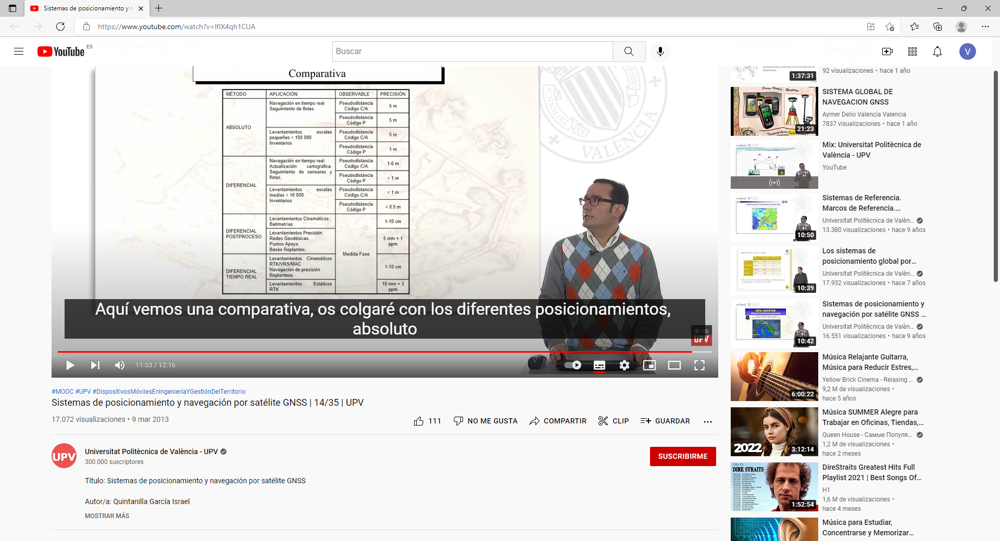 Sistemas de posicionamiento y n
https://www.youtube.com/watch?v=IfIX4qh1CUA
YouTube ES
Buscar
V
Comparativa
MÉTODO APLICACIÓN OBSERVABLE PRECISIÓN
ABSOLUTO
Navegación en tiempo real.
Seguimiento de flotas.
Pseudodistancia
Código C/A
5 m
Pseudodistancia
Código P
5 m
Levantamientos escalas
pequeñas < 100 000
Inventarios
Pseudodistancia
Código C/A
5 m
Pseudodistancia
Código P
1 m
DIFERENCIAL
Navegación en tiempo real.
Actualización cartográfica.
Seguimiento de sensores y
flotas.
Pseudodistancia
Código C/A
1-6 m
Pseudodistancia
Código P
< 1 m
Levantamientos escalas
medias < 10 000.
Inventarios
Pseudodistancia
Código C/A
< 1 m
Pseudodistancia
Código P
< 0.5 m
DIFERENCIAL
POSTPROCESO
Levantamientos Cinemáticos
Batimetrías
1-10 cm
Levantamientos Precisión.
Redes Geodésicas.
Puntos Apoyo.
Bases Replanteo.
5 mm + 1
ppm
Medida Fase
DIFERENCIAL
TIEMPO REAL
Levantamientos Cinemáticos
RTK/VRS/MAC
Navegación de precisión.
Replanteos.
1-10 cm
Levantamientos Estáticos
RTK
10 mm + 3
ppm
VALÈNCIA
Aquí vemos una comparativa, os colgaré con los diferentes posicionamientos,
absoluto
UPV
11:53 / 12:16
#MOOC #UPV #DispositivosMóvilesEnIngenieríaYGestiónDelTerritorio
Sistemas de posicionamiento y navegación por satélite GNSS | 14/35 | UPV
17.072 visualizaciones • 9 mar 2013
111 NO ME GUSTA COMPARTIR CLIP GUARDAR
UPV
Universitat Politècnica de València - UPV
300.000 suscriptores
SUSCRIBIRME
Título: Sistemas de posicionamiento y navegación por satélite GNSS
Autor/a: Quintanilla García Israel
MOSTRAR MÁS
1:37:31
92 visualizaciones • hace 1 año
21:23
SISTEMA GLOBAL DE
NAVEGACION GNSS
Aymer Delio Valencia Valencia
7837 visualizaciones • hace 1 año
Mix: Universitat Politècnica de
València - UPV
YouTube
10:50
Sistemas de Referencia.
Marcos de Referencia....
Universitat Politècnica de Valèn...
13.380 visualizaciones • hace 9 años
10:39
Los sistemas de
posicionamiento global por...
Universitat Politècnica de Valèn...
17.932 visualizaciones • hace 7 años
GPS: NAVSTAR
(Global Positioning System)
10:42
Sistemas de posicionamiento y
navegación por satélite GNSS ...
Universitat Politècnica de Valèn...
16.551 visualizaciones • hace 9 años
6:00:22
Música Relajante Guitarra,
Música para Reducir Estres,...
Yellow Brick Cinema - Relaxing ...
9,2 M de visualizaciones •
hace 5 años
2022
3:12:14
Música SUMMER Alegre para
Trabajar en Oficinas, Tiendas,...
Queen House - Самые Популя...
1,2 M de visualizaciones •
hace 2 meses
DIRE STRAITS
1:52:54
DireStraits Greatest Hits Full
Playlist 2021 | Best Songs Of...
H1
1,6 M de visualizaciones •
hace 4 meses
Música para Estudiar,
Concentrarse y Memorizar...